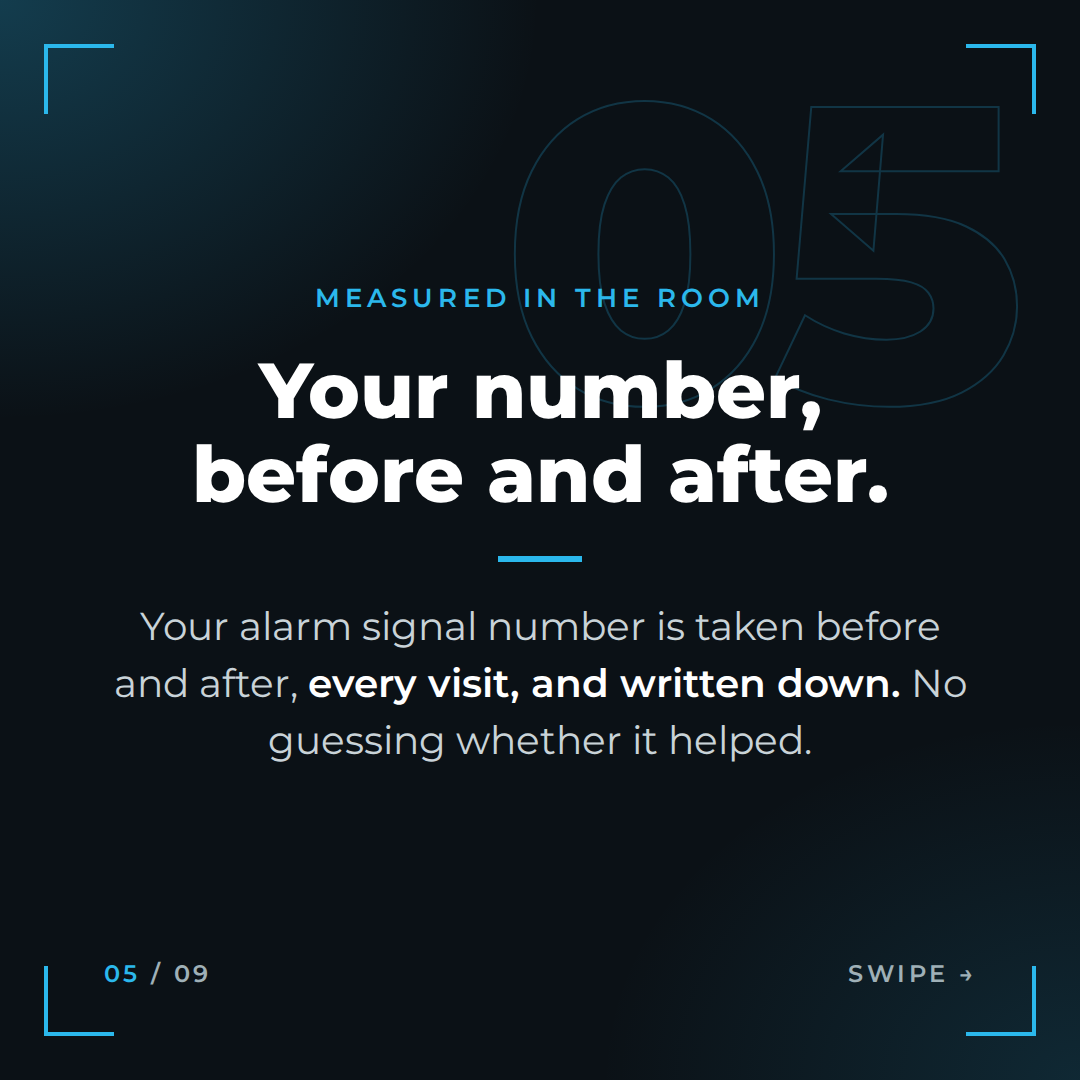 05
MEASURED IN THE ROOM
Your number,
before and after.
Your alarm signal number is taken before
and after, every visit, and written down. No
guessing whether it helped.
05 / 09
SWIPE →